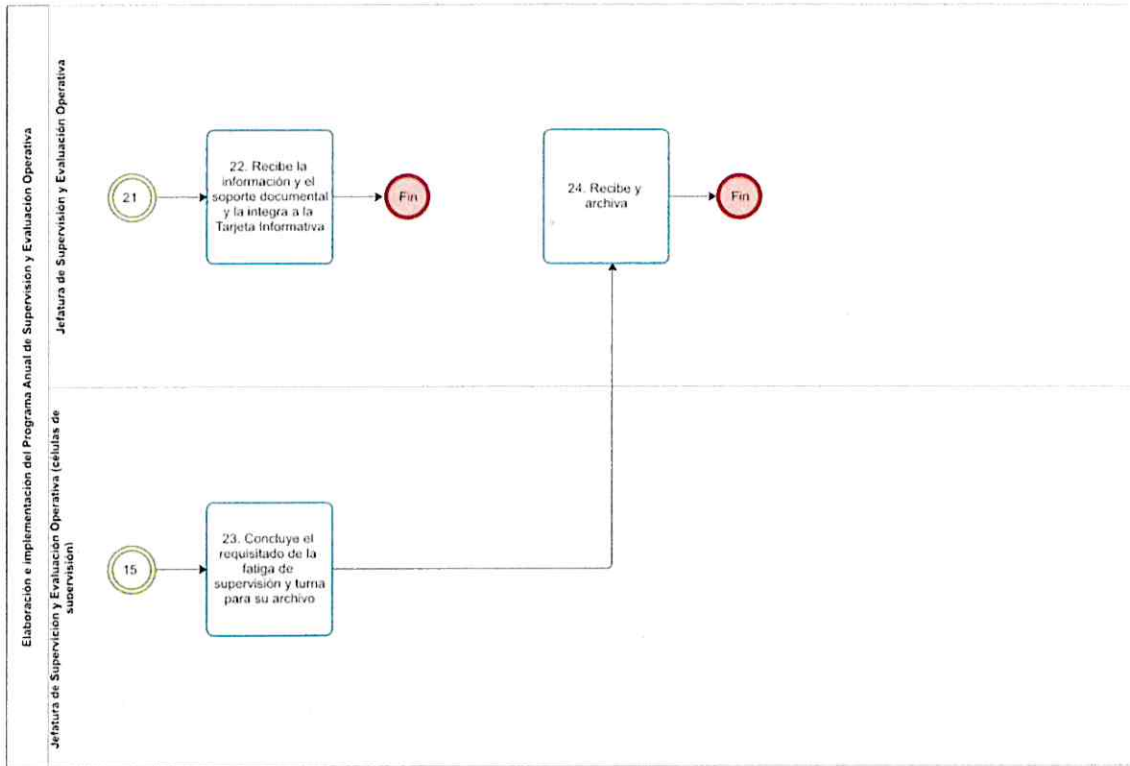 Elaboración e implementación del Programa Anual de Supervisión y Evaluación Operativa
Jefatura de Supervisión y Evaluación Operativa
21
22. Recibe la
información y el
soporte documental
y la integra a la
Tarjeta Informativa
Fin
24. Recibe y
archiva
Fin
Jefatura de Supervicion y Evaluación Operativa (células de
supervisión)
15
23. Concluye el
requisitado de la
fatiga de
supervisión y turna
para su archivo